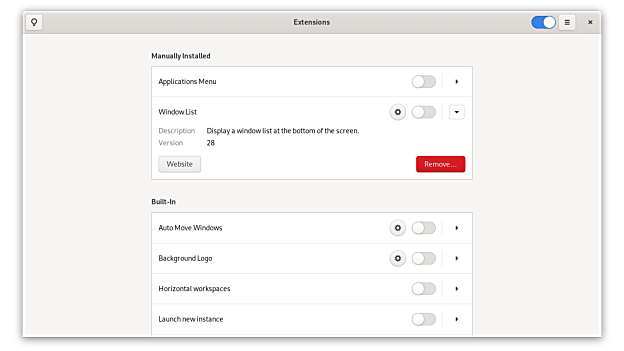 Extensions
Manually Installed
Applications Menu
Window List
Description Display a window list at the bottom of the screen.
Version 28
Website Remove…
Built-In
Auto Move Windows
Background Logo
Horizontal workspaces
Launch new instance